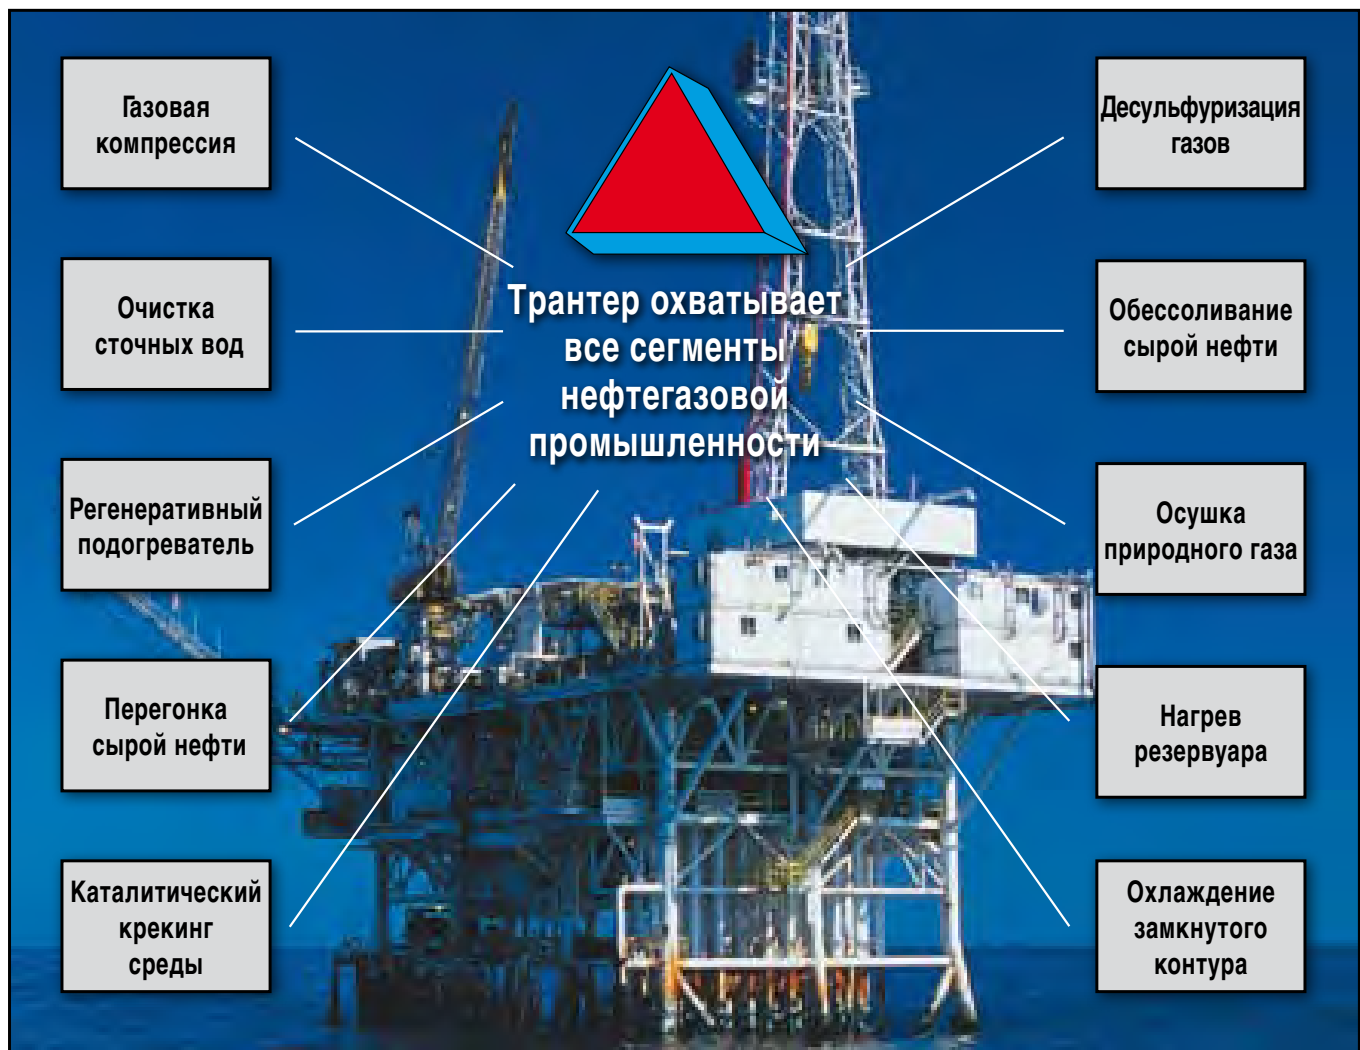 Газовая
компрессия
Очистка
сточных вод
Регенеративный
подогреватель
Перегонка
сырой нефти
Каталитический
крекинг
среды
Трантер охватывает
все сегменты
нефтегазовой
промышленности
Десульфуризация
газов
Обессоливание
сырой нефти
Осушка
природного газа
Нагрев
резервуара
Охлаждение
замкнутого
контура